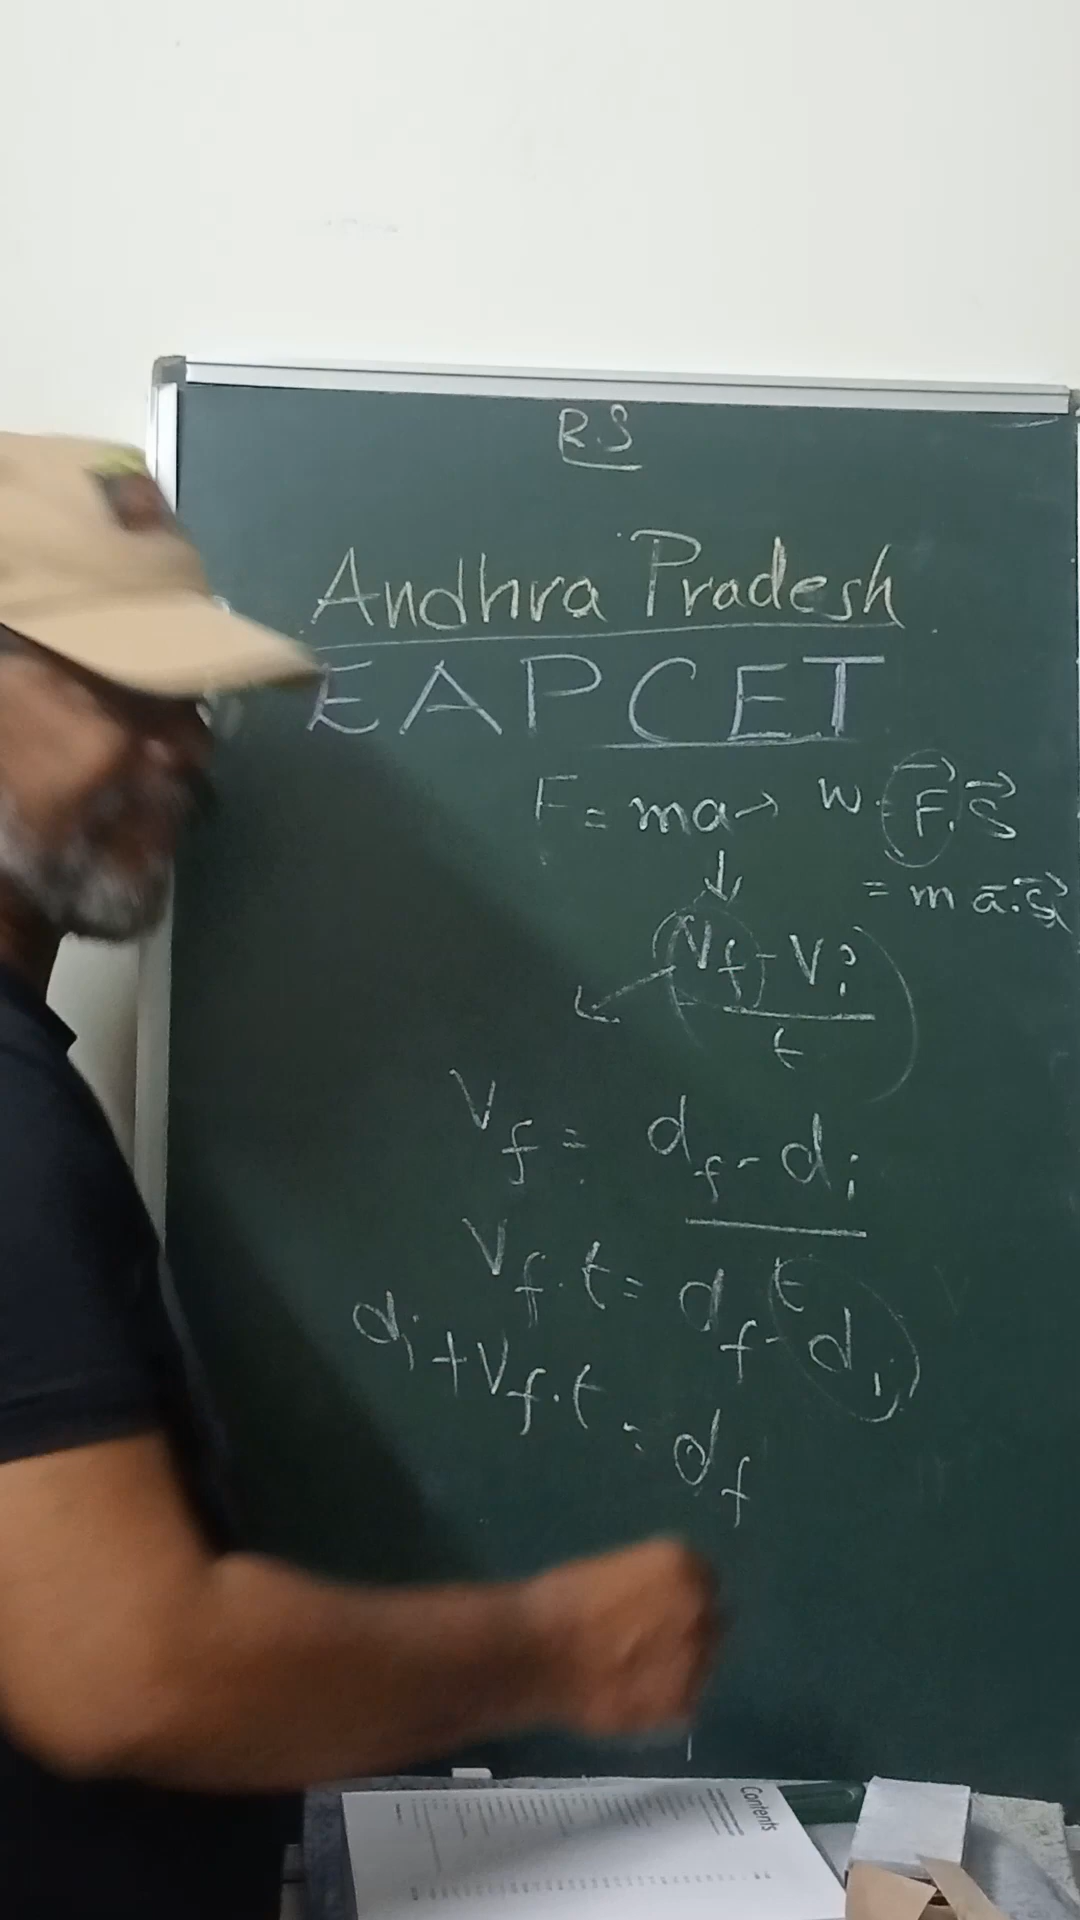 RS
Andhra Pradesh
EAPCET
F = ma → W = F⃗.S⃗
↓ = m a⃗.S⃗
(Vf - Vi)
t
Vf = df - di
t
Vf.t = df - di
di + Vf.t = df
Contents